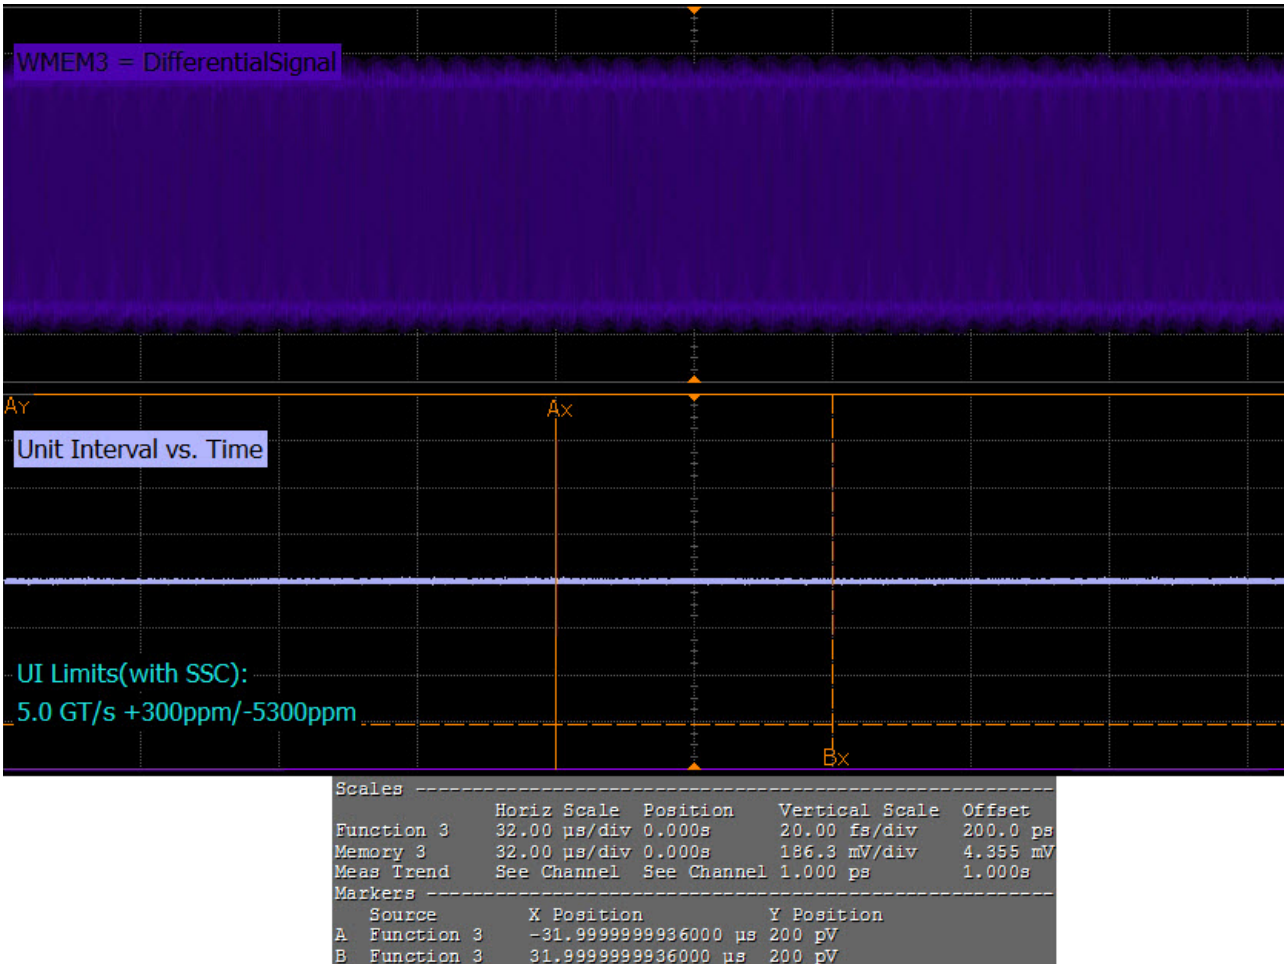 WMEM3 = DifferentialSignal
AY
Ax
Unit Interval vs. Time
UI Limits(with SSC):
5.0 GT/s +300ppm/-5300ppm
Bx
Scales
Horiz Scale Position Vertical Scale Offset
Function 3 32.00 µs/div 0.000s 20.00 fs/div 200.0 ps
Memory 3 32.00 µs/div 0.000s 186.3 mV/div 4.355 mV
Meas Trend See Channel See Channel 1.000 ps 1.000s
Markers
Source X Position Y Position
A Function 3 -31.9999999936000 µs 200 pV
B Function 3 31.9999999936000 µs 200 pV